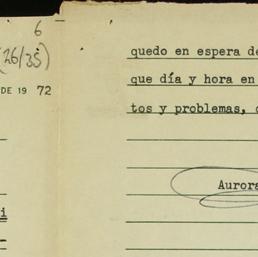 6
(26/35)
DE 19 72
i
quedo en espera de
que día y hora en
tos y problemas,
Aurora